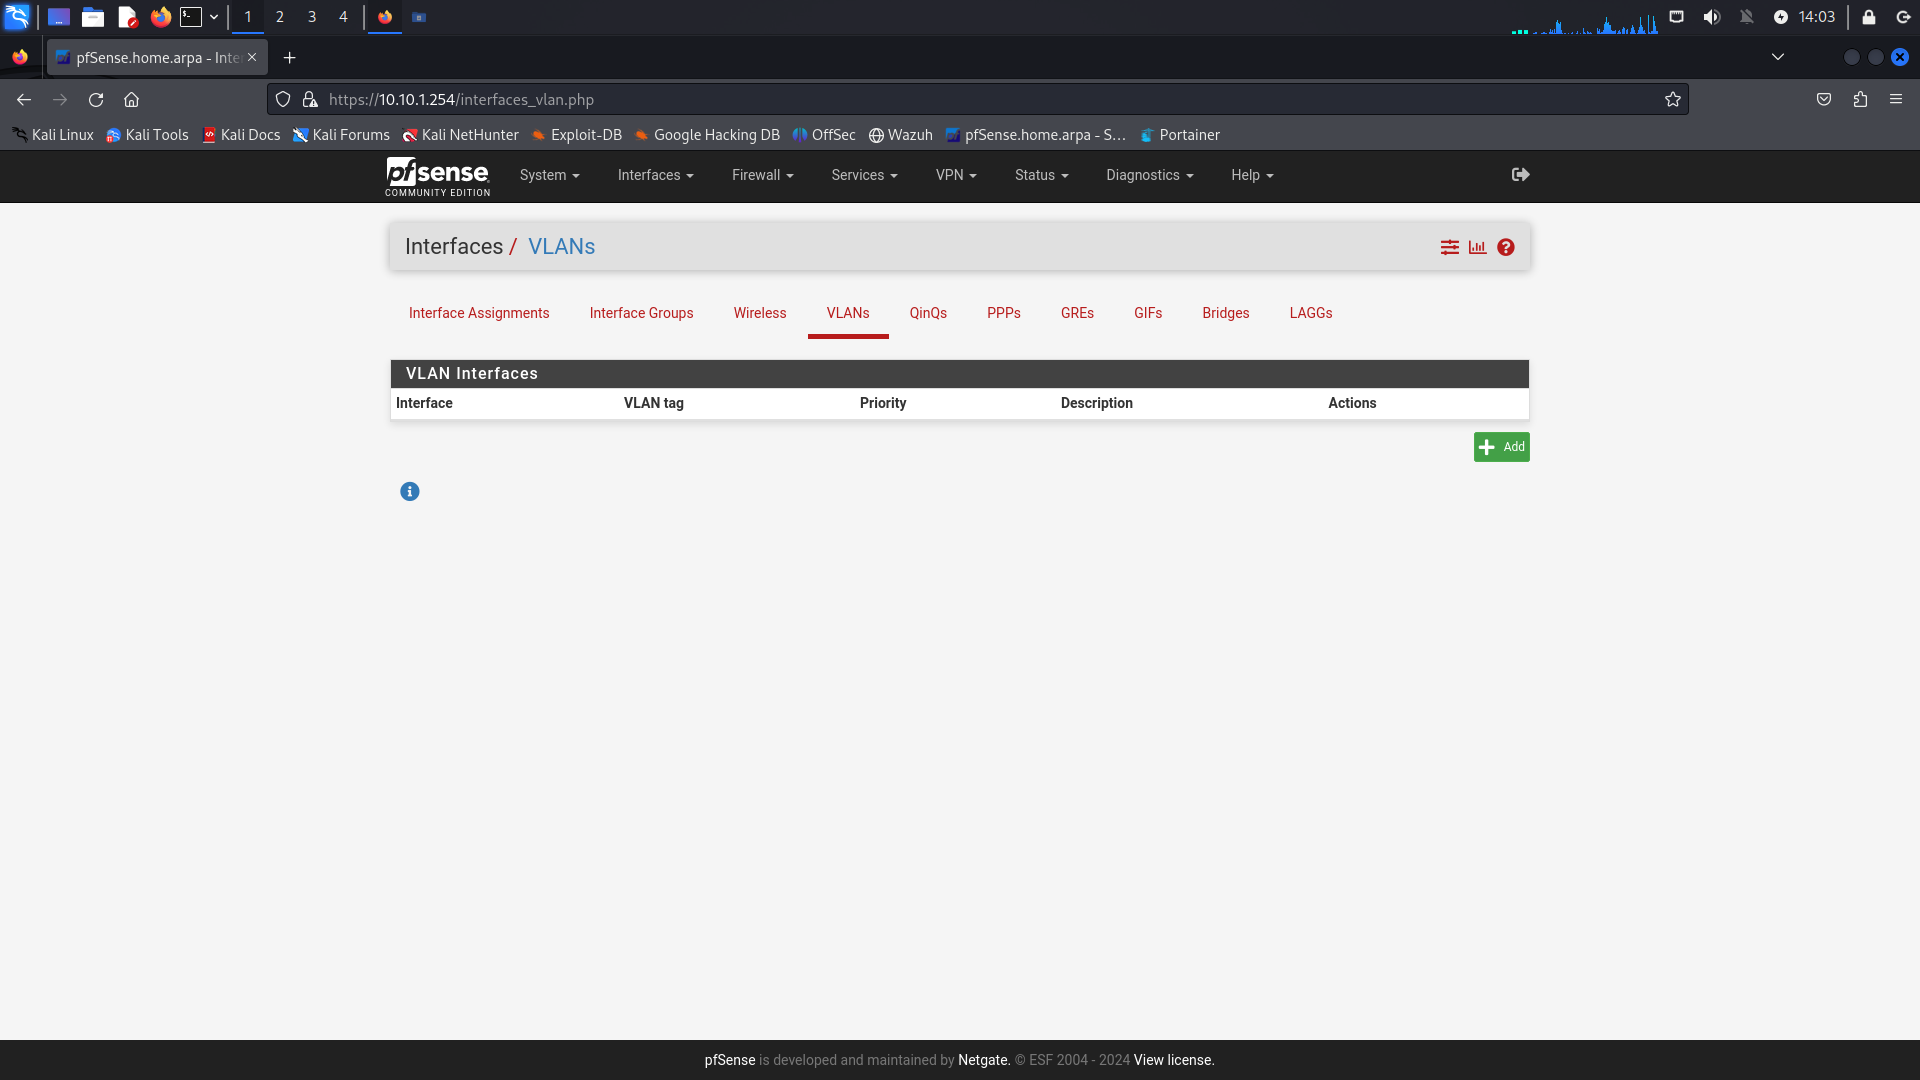 1 2 3 4 14:03
pfSense.home.arpa - Inte
https://10.10.1.254/interfaces_vlan.php
Kali Linux Kali Tools Kali Docs Kali Forums Kali NetHunter Exploit-DB Google Hacking DB OffSec Wazuh pfSense.home.arpa - S… Portainer
pfsense System Interfaces Firewall Services VPN Status Diagnostics Help
COMMUNITY EDITION
Interfaces / VLANs
Interface Assignments Interface Groups Wireless VLANs QinQs PPPs GREs GIFs Bridges LAGGs
VLAN Interfaces
Interface VLAN tag Priority Description Actions
Add
pfSense is developed and maintained by Netgate. © ESF 2004 - 2024 View license.